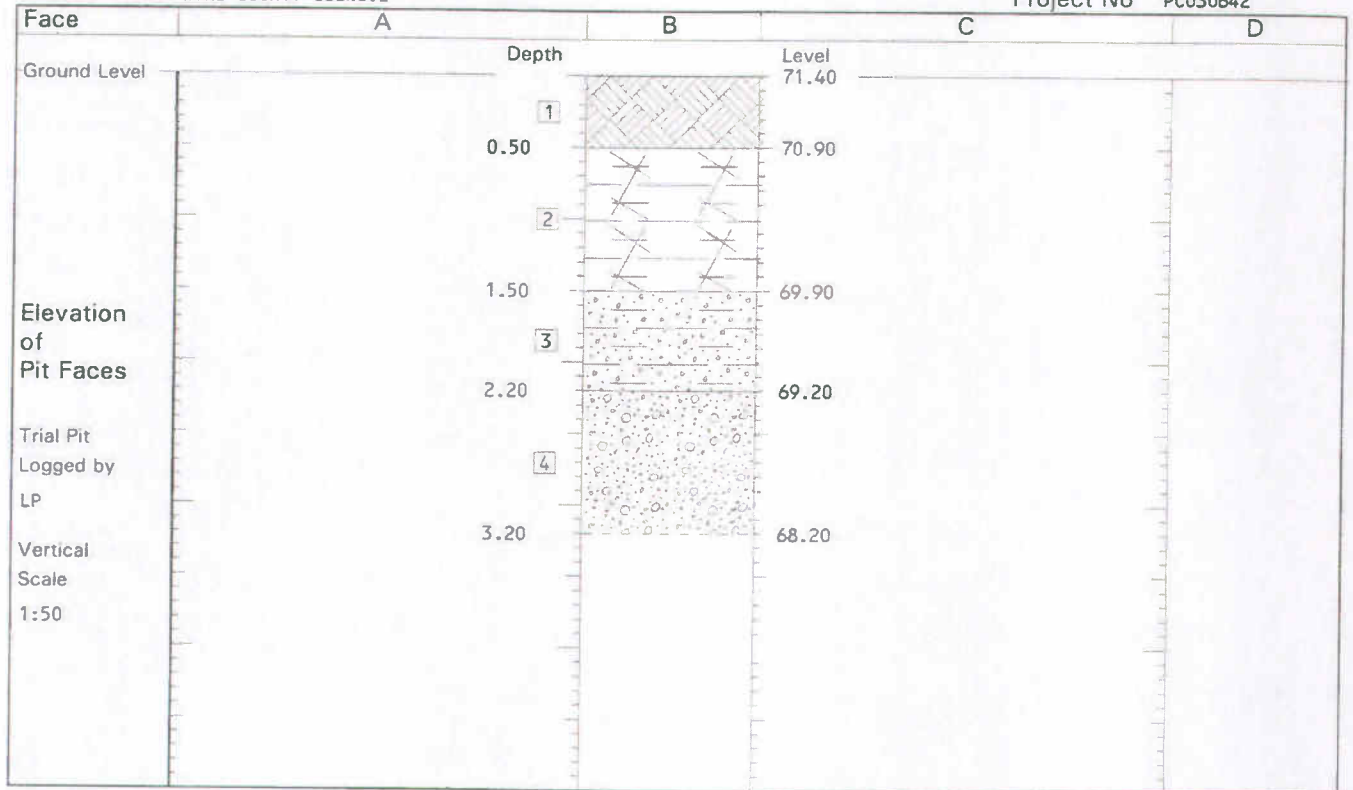 Project No PC030642
Face A B C D
Depth Level
Ground Level 71.40
1
0.50 70.90
2
1.50 69.90
Elevation
of
Pit Faces
3
2.20 69.20
Trial Pit
Logged by
LP
4
3.20 68.20
Vertical
Scale
1:50